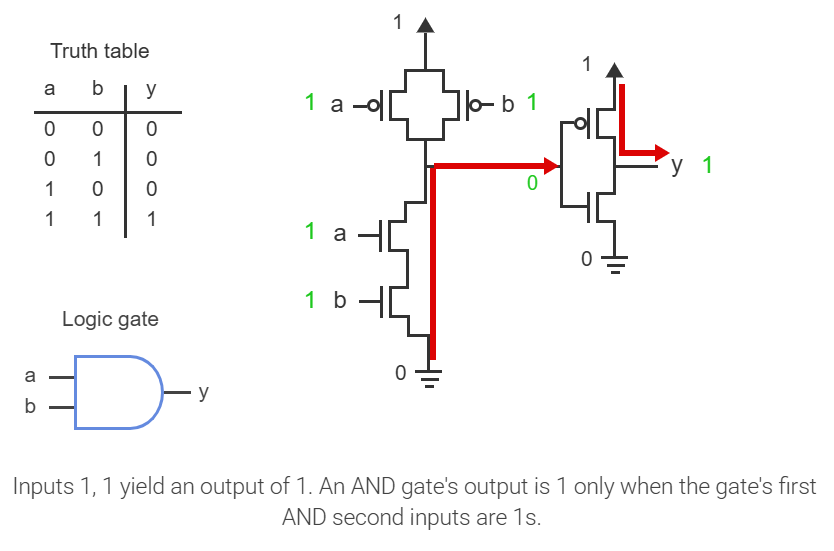 Truth table
a b y
0 0 0
0 1 0
1 0 0
1 1 1
Logic gate
a
b
y
1
1 a
b 1
1 a
1 b
0
1
0
y 1
0
Inputs 1, 1 yield an output of 1. An AND gate's output is 1 only when the gate's first
AND second inputs are 1s.